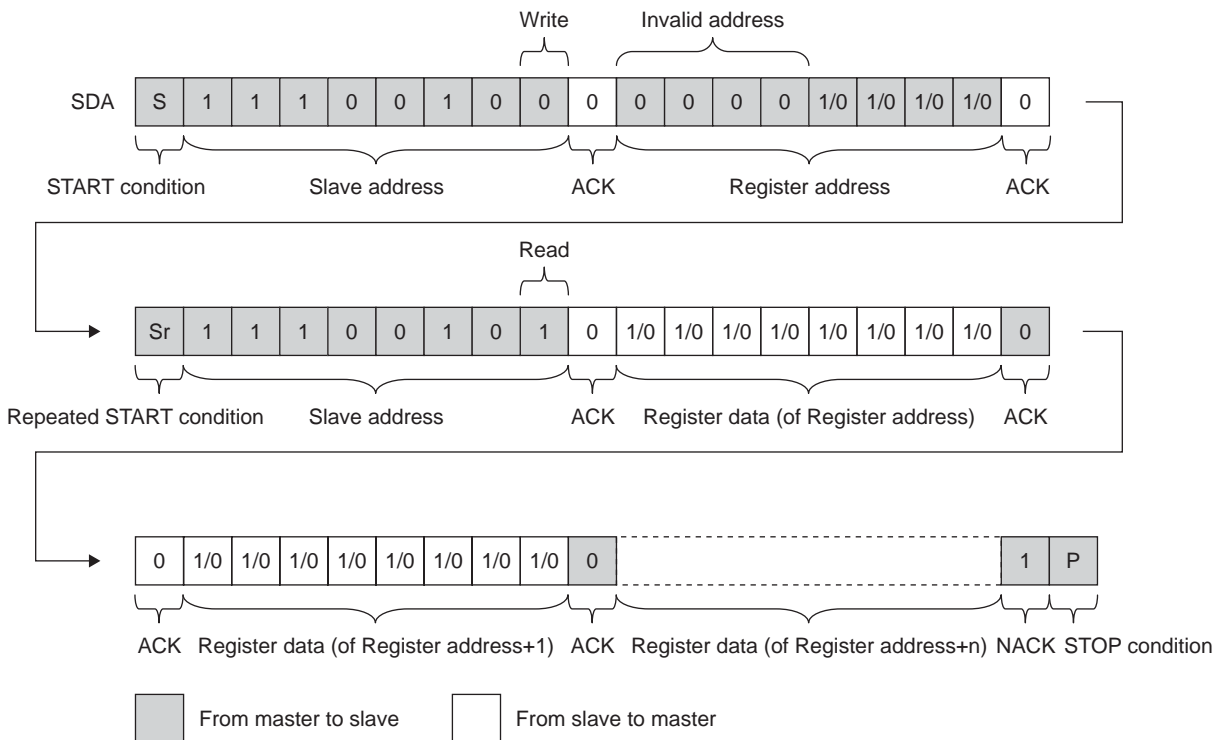 Write Invalid address
SDA S 1 1 1 0 0 1 0 0 0 0 0 0 0 1/0 1/0 1/0 1/0 0
START condition Slave address ACK Register address ACK
Read
Sr 1 1 1 0 0 1 0 1 0 1/0 1/0 1/0 1/0 1/0 1/0 1/0 1/0 0
Repeated START condition Slave address ACK Register data (of Register address) ACK
0 1/0 1/0 1/0 1/0 1/0 1/0 1/0 1/0 0 1 P
ACK Register data (of Register address+1) ACK Register data (of Register address+n) NACK STOP condition
From master to slave From slave to master